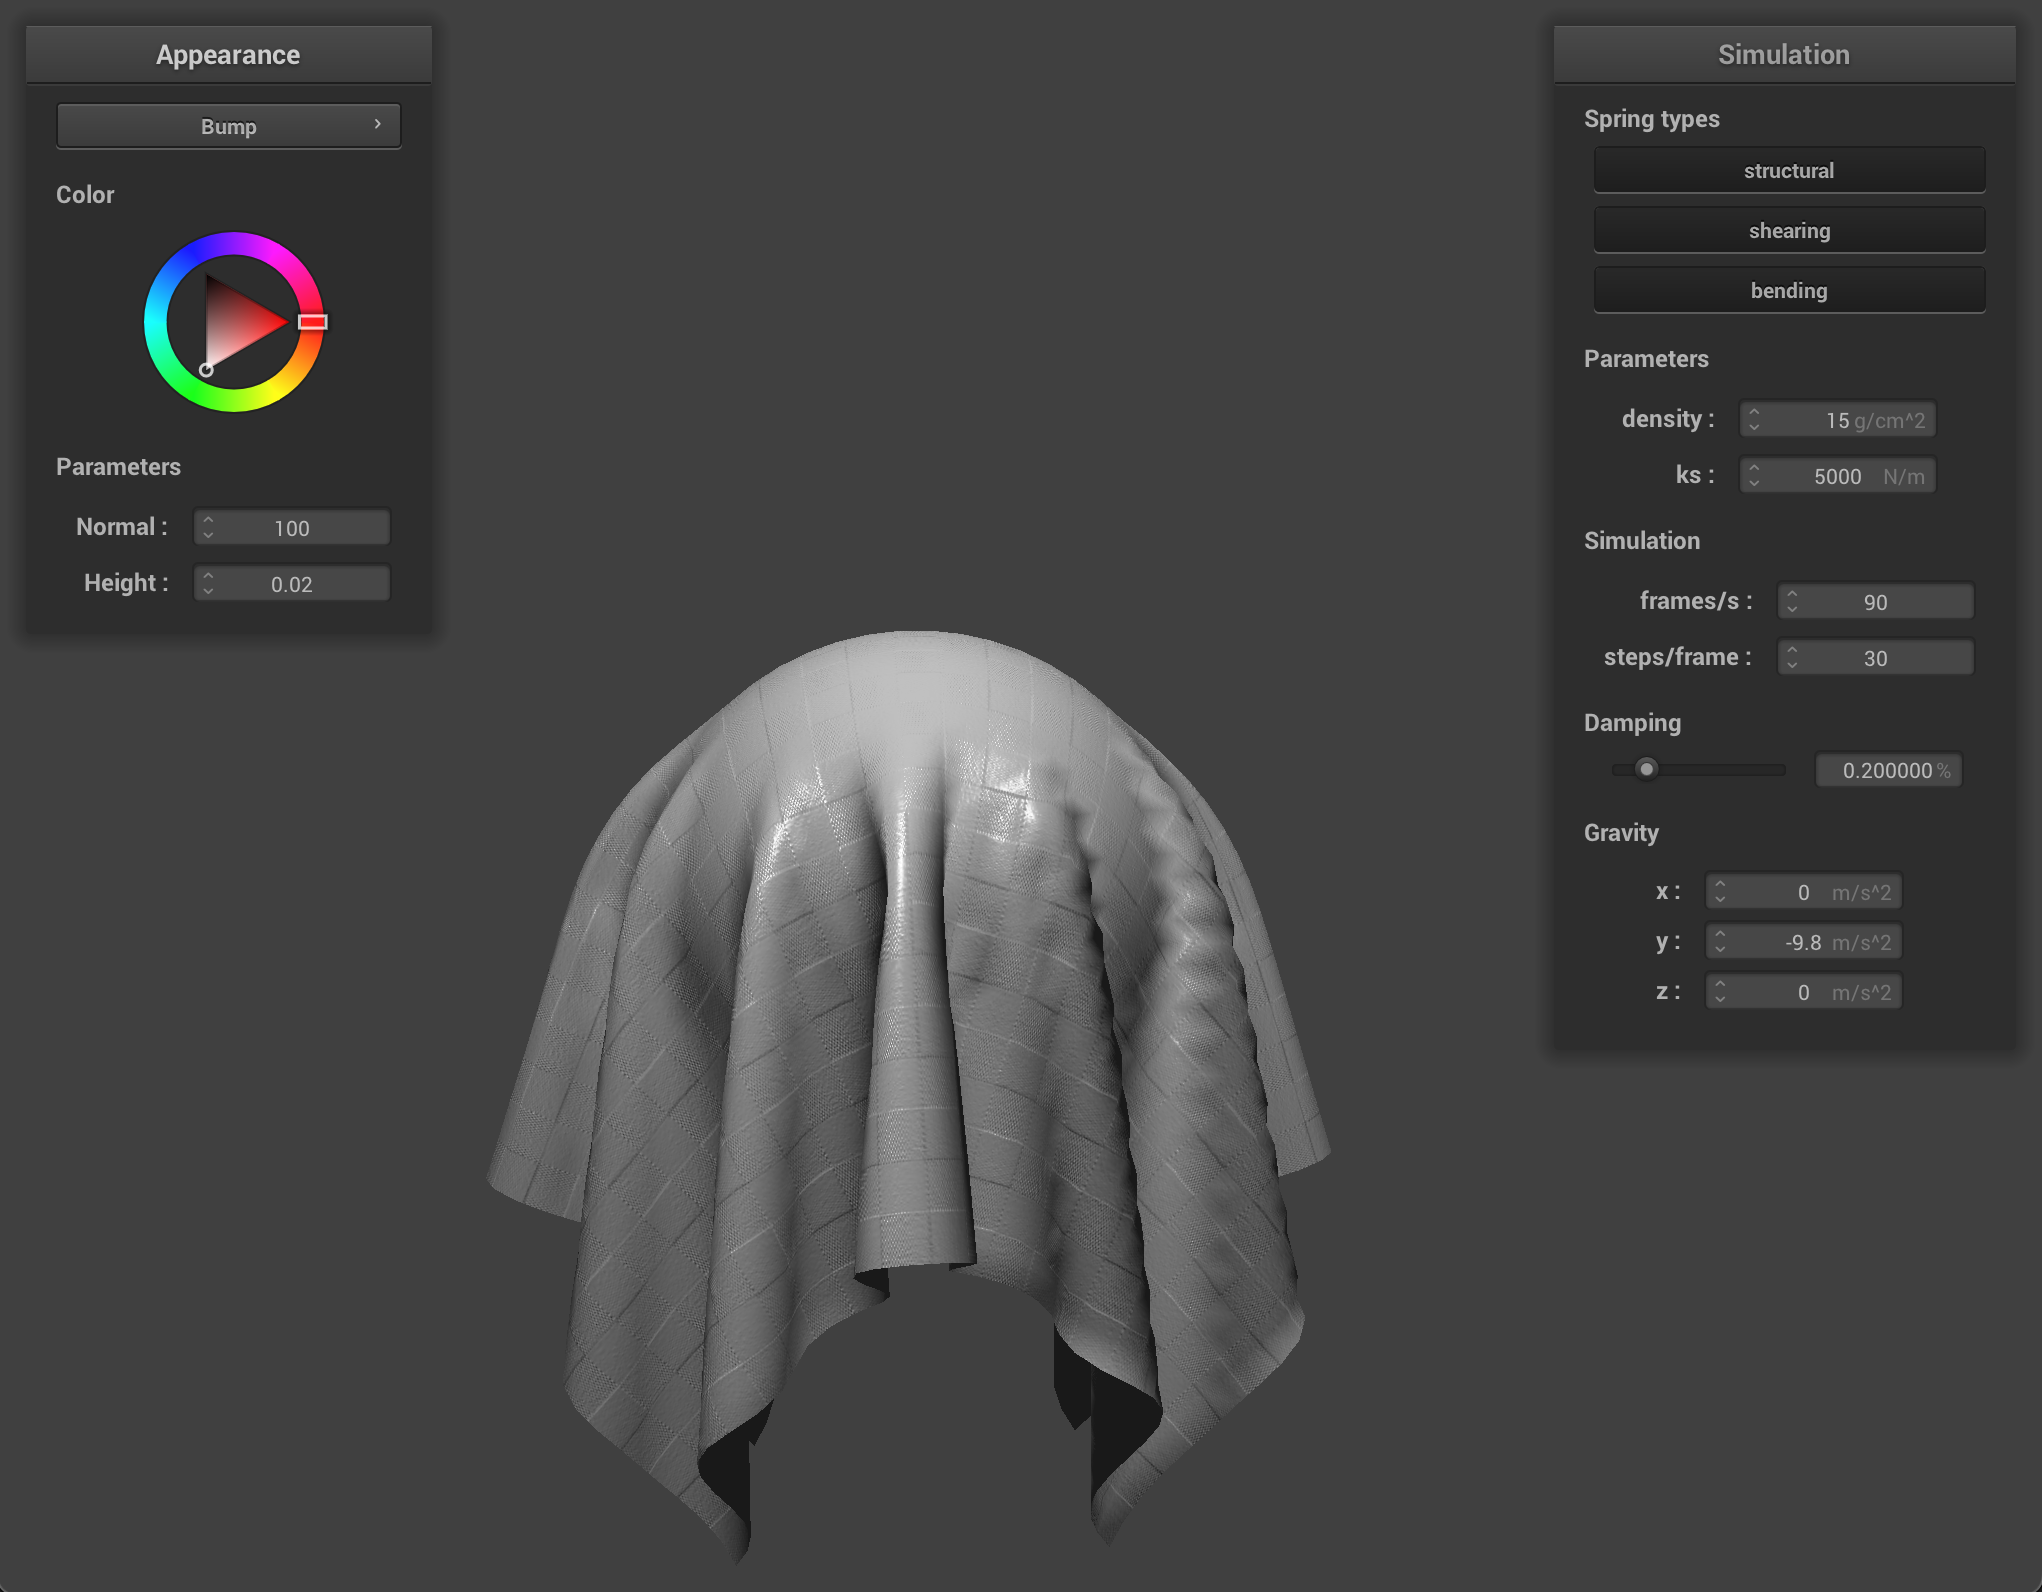 Appearance
Bump
Color
Parameters
Normal : 100
Height : 0.02
Simulation
Spring types
structural
shearing
bending
Parameters
density : 15 g/cm^2
ks : 5000 N/m
Simulation
frames/s : 90
steps/frame : 30
Damping
0.200000 %
Gravity
x : 0 m/s^2
y : -9.8 m/s^2
z : 0 m/s^2